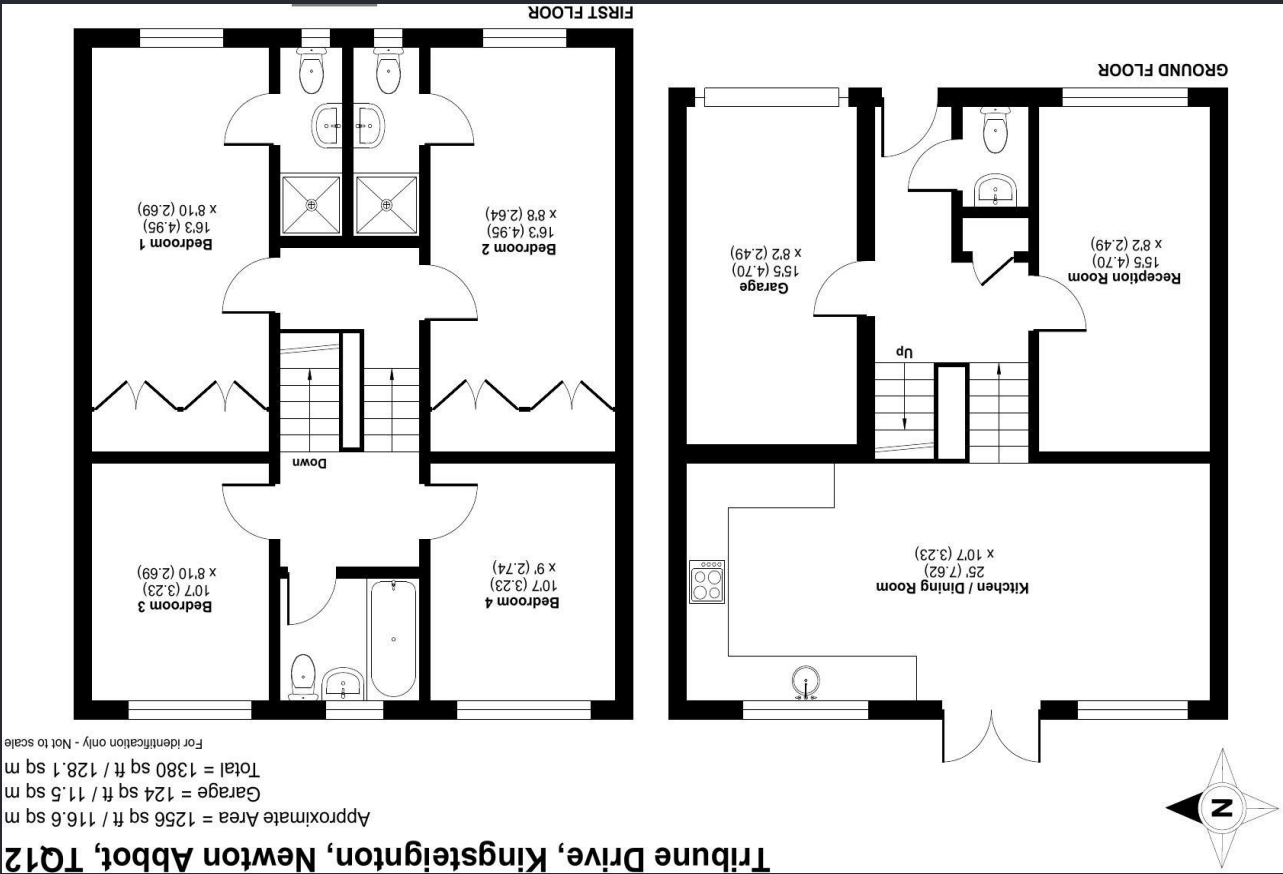 Tribune Drive, Kingsteignton, Newton Abbot, TQ12
Approximate Area = 1256 sq ft / 116.6 sq m
Garage = 124 sq ft / 11.5 sq m
Total = 1380 sq ft / 128.1 sq m
For identification only - Not to scale
N
Kitchen / Dining Room
25' (7.62)
x 10'7 (3.23)
Up
Reception Room
15'5 (4.70)
x 8'2 (2.49)
Garage
15'5 (4.70)
x 8'2 (2.49)
GROUND FLOOR
Bedroom 4
10'7 (3.23)
x 9' (2.74)
Bedroom 3
10'7 (3.23)
x 8'10 (2.69)
Down
Bedroom 2
16'3 (4.95)
x 8'8 (2.64)
Bedroom 1
16'3 (4.95)
x 8'10 (2.69)
FIRST FLOOR